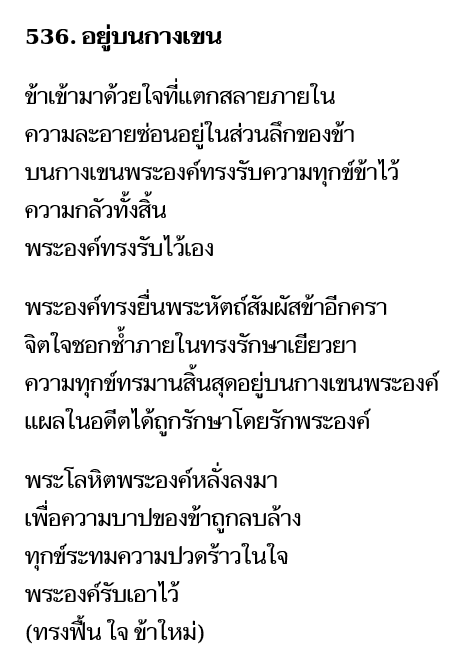 536. อยู่บนกางเขน
ข้าเข้ามาด้วยใจที่แตกสลายภายใน
ความละอายซ่อนอยู่ในส่วนลึกของข้า
บนกางเขนพระองค์ทรงรับความทุกข์ข้าไว้
ความกลัวทั้งสิ้น
พระองค์ทรงรับไว้เอง
พระองค์ทรงยื่นพระหัตถ์สัมผัสข้าอีกครา
จิตใจชอกช้ำภายในทรงรักษาเยียวยา
ความทุกข์ทรมานสิ้นสุดอยู่บนกางเขนพระองค์
แผลในอดีตได้ถูกรักษาโดยรักพระองค์
พระโลหิตพระองค์หลั่งลงมา
เพื่อความบาปของข้าถูกลบล้าง
ทุกข์ระทมความปวดร้าวในใจ
พระองค์รับเอาไว้
(ทรงฟื้น ใจ ข้าใหม่)